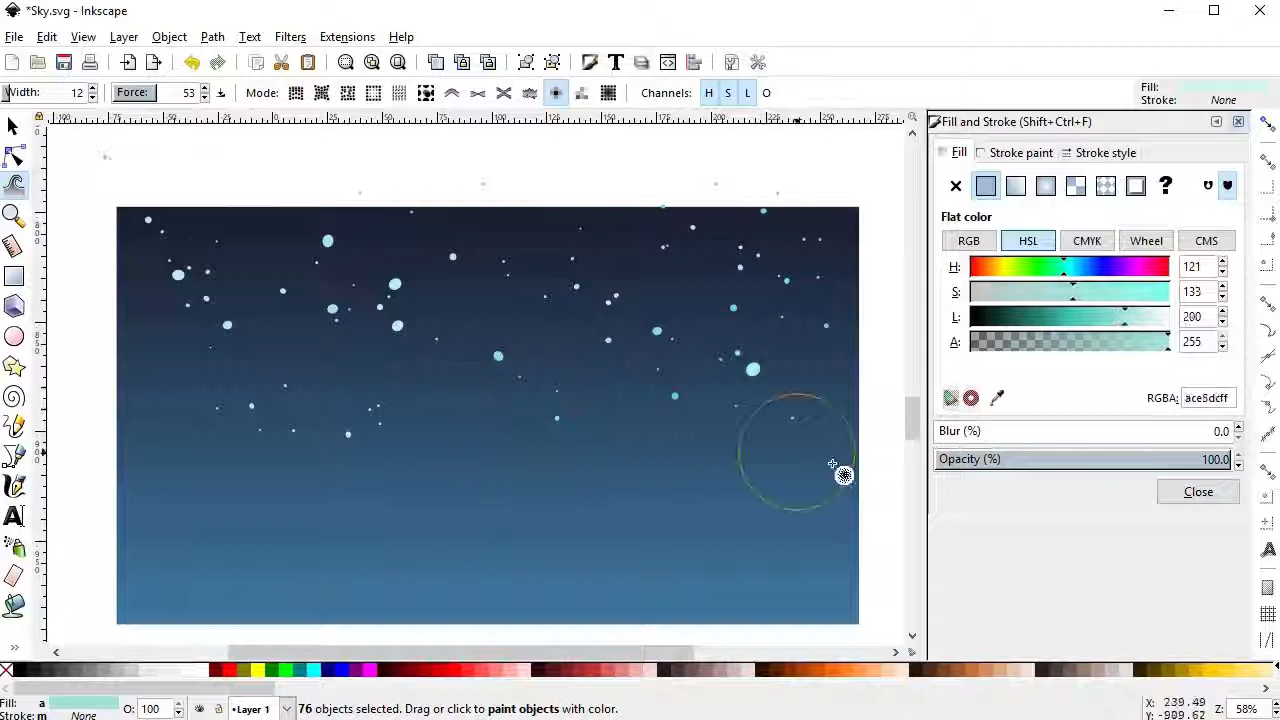 *Sky.svg - Inkscape
File Edit View Layer Object Path Text Filters Extensions Help
Width: 12 Force: 53 Mode: Channels: H S L O
Fill:
Stroke: None
Fill and Stroke (Shift+Ctrl+F)
Fill Stroke paint Stroke style
Flat color
RGB HSL CMYK Wheel CMS
H: 121
S: 133
L: 200
A: 255
RGBA: ace5dcff
Blur (%) 0.0
Opacity (%) 100.0
Close
Fill: a
Stroke: m None
O: 100
Layer 1
76 objects selected. Drag or click to paint objects with color.
X: 239.49
Z: 58%